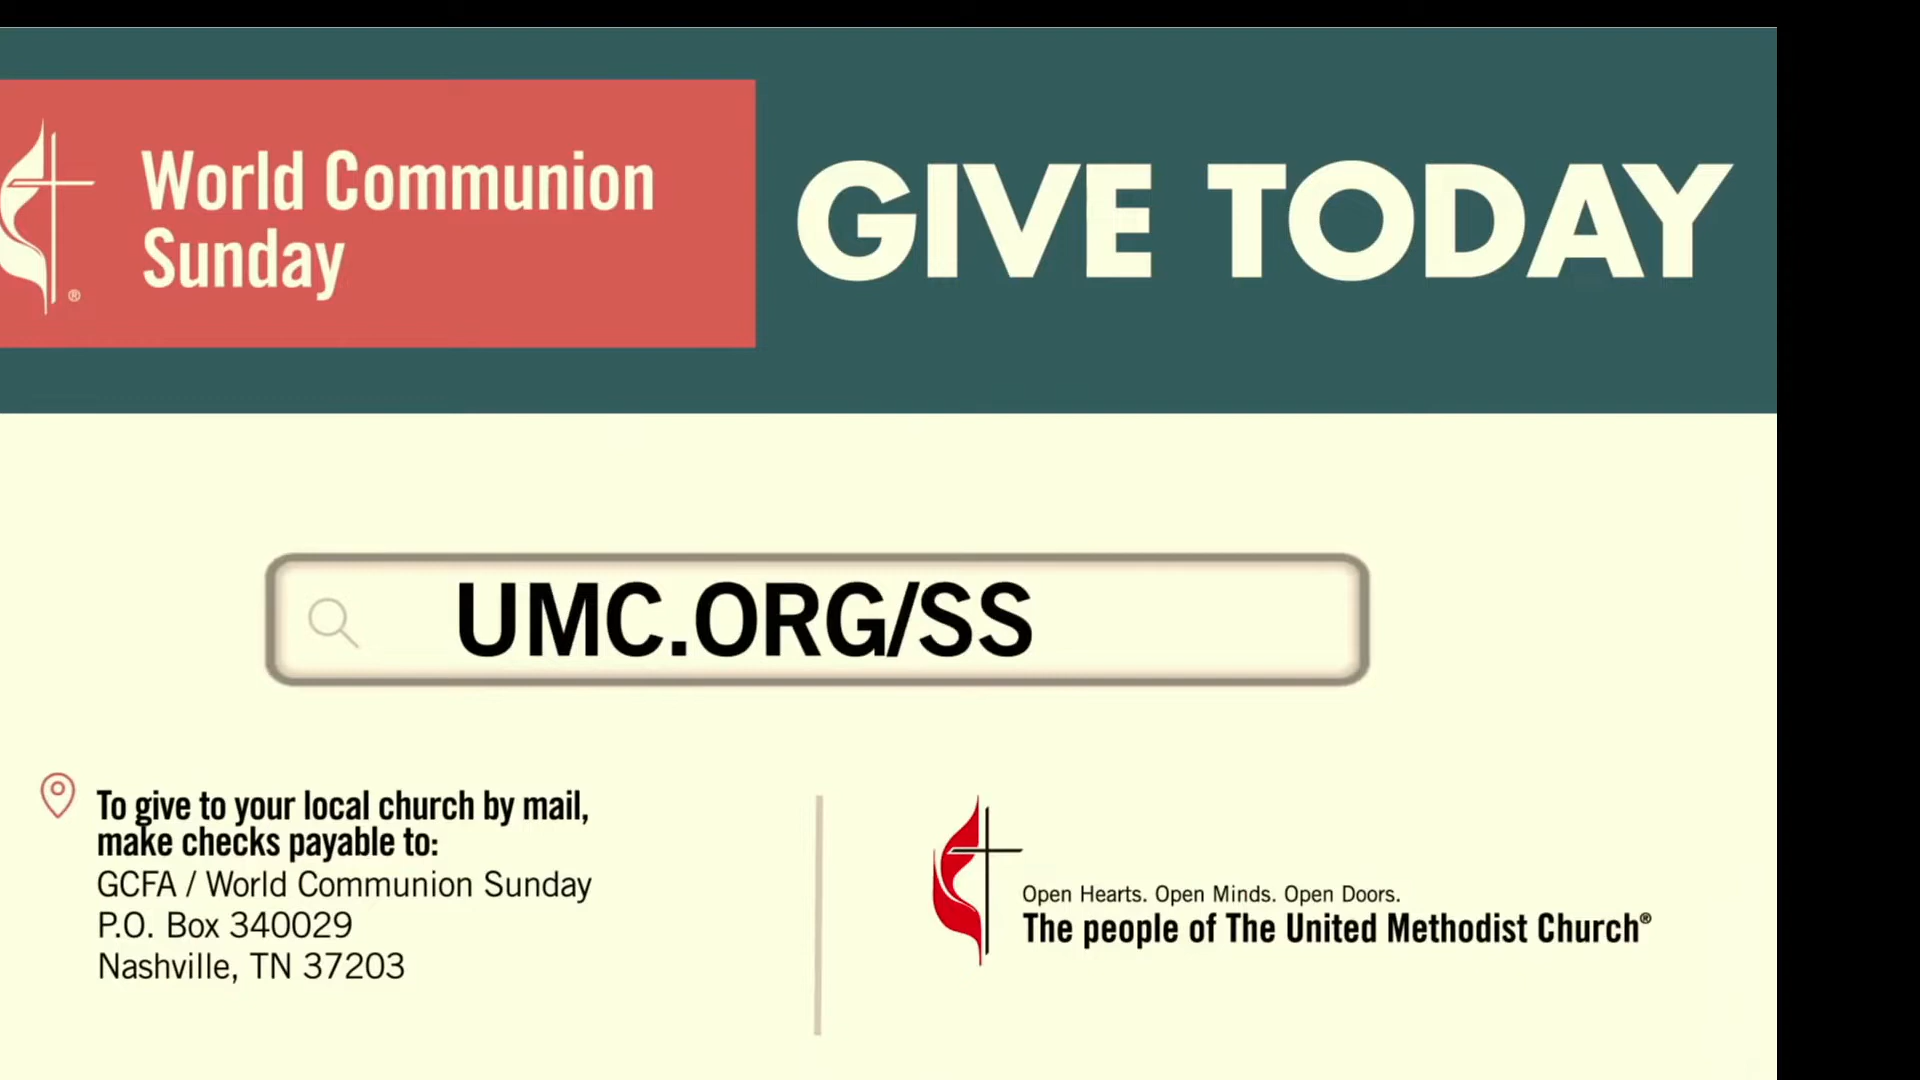 World Communion
Sunday
®
GIVE TODAY
UMC.ORG/SS
To give to your local church by mail,
make checks payable to:
GCFA / World Communion Sunday
P.O. Box 340029
Nashville, TN 37203
Open Hearts. Open Minds. Open Doors.
The people of The United Methodist Church®